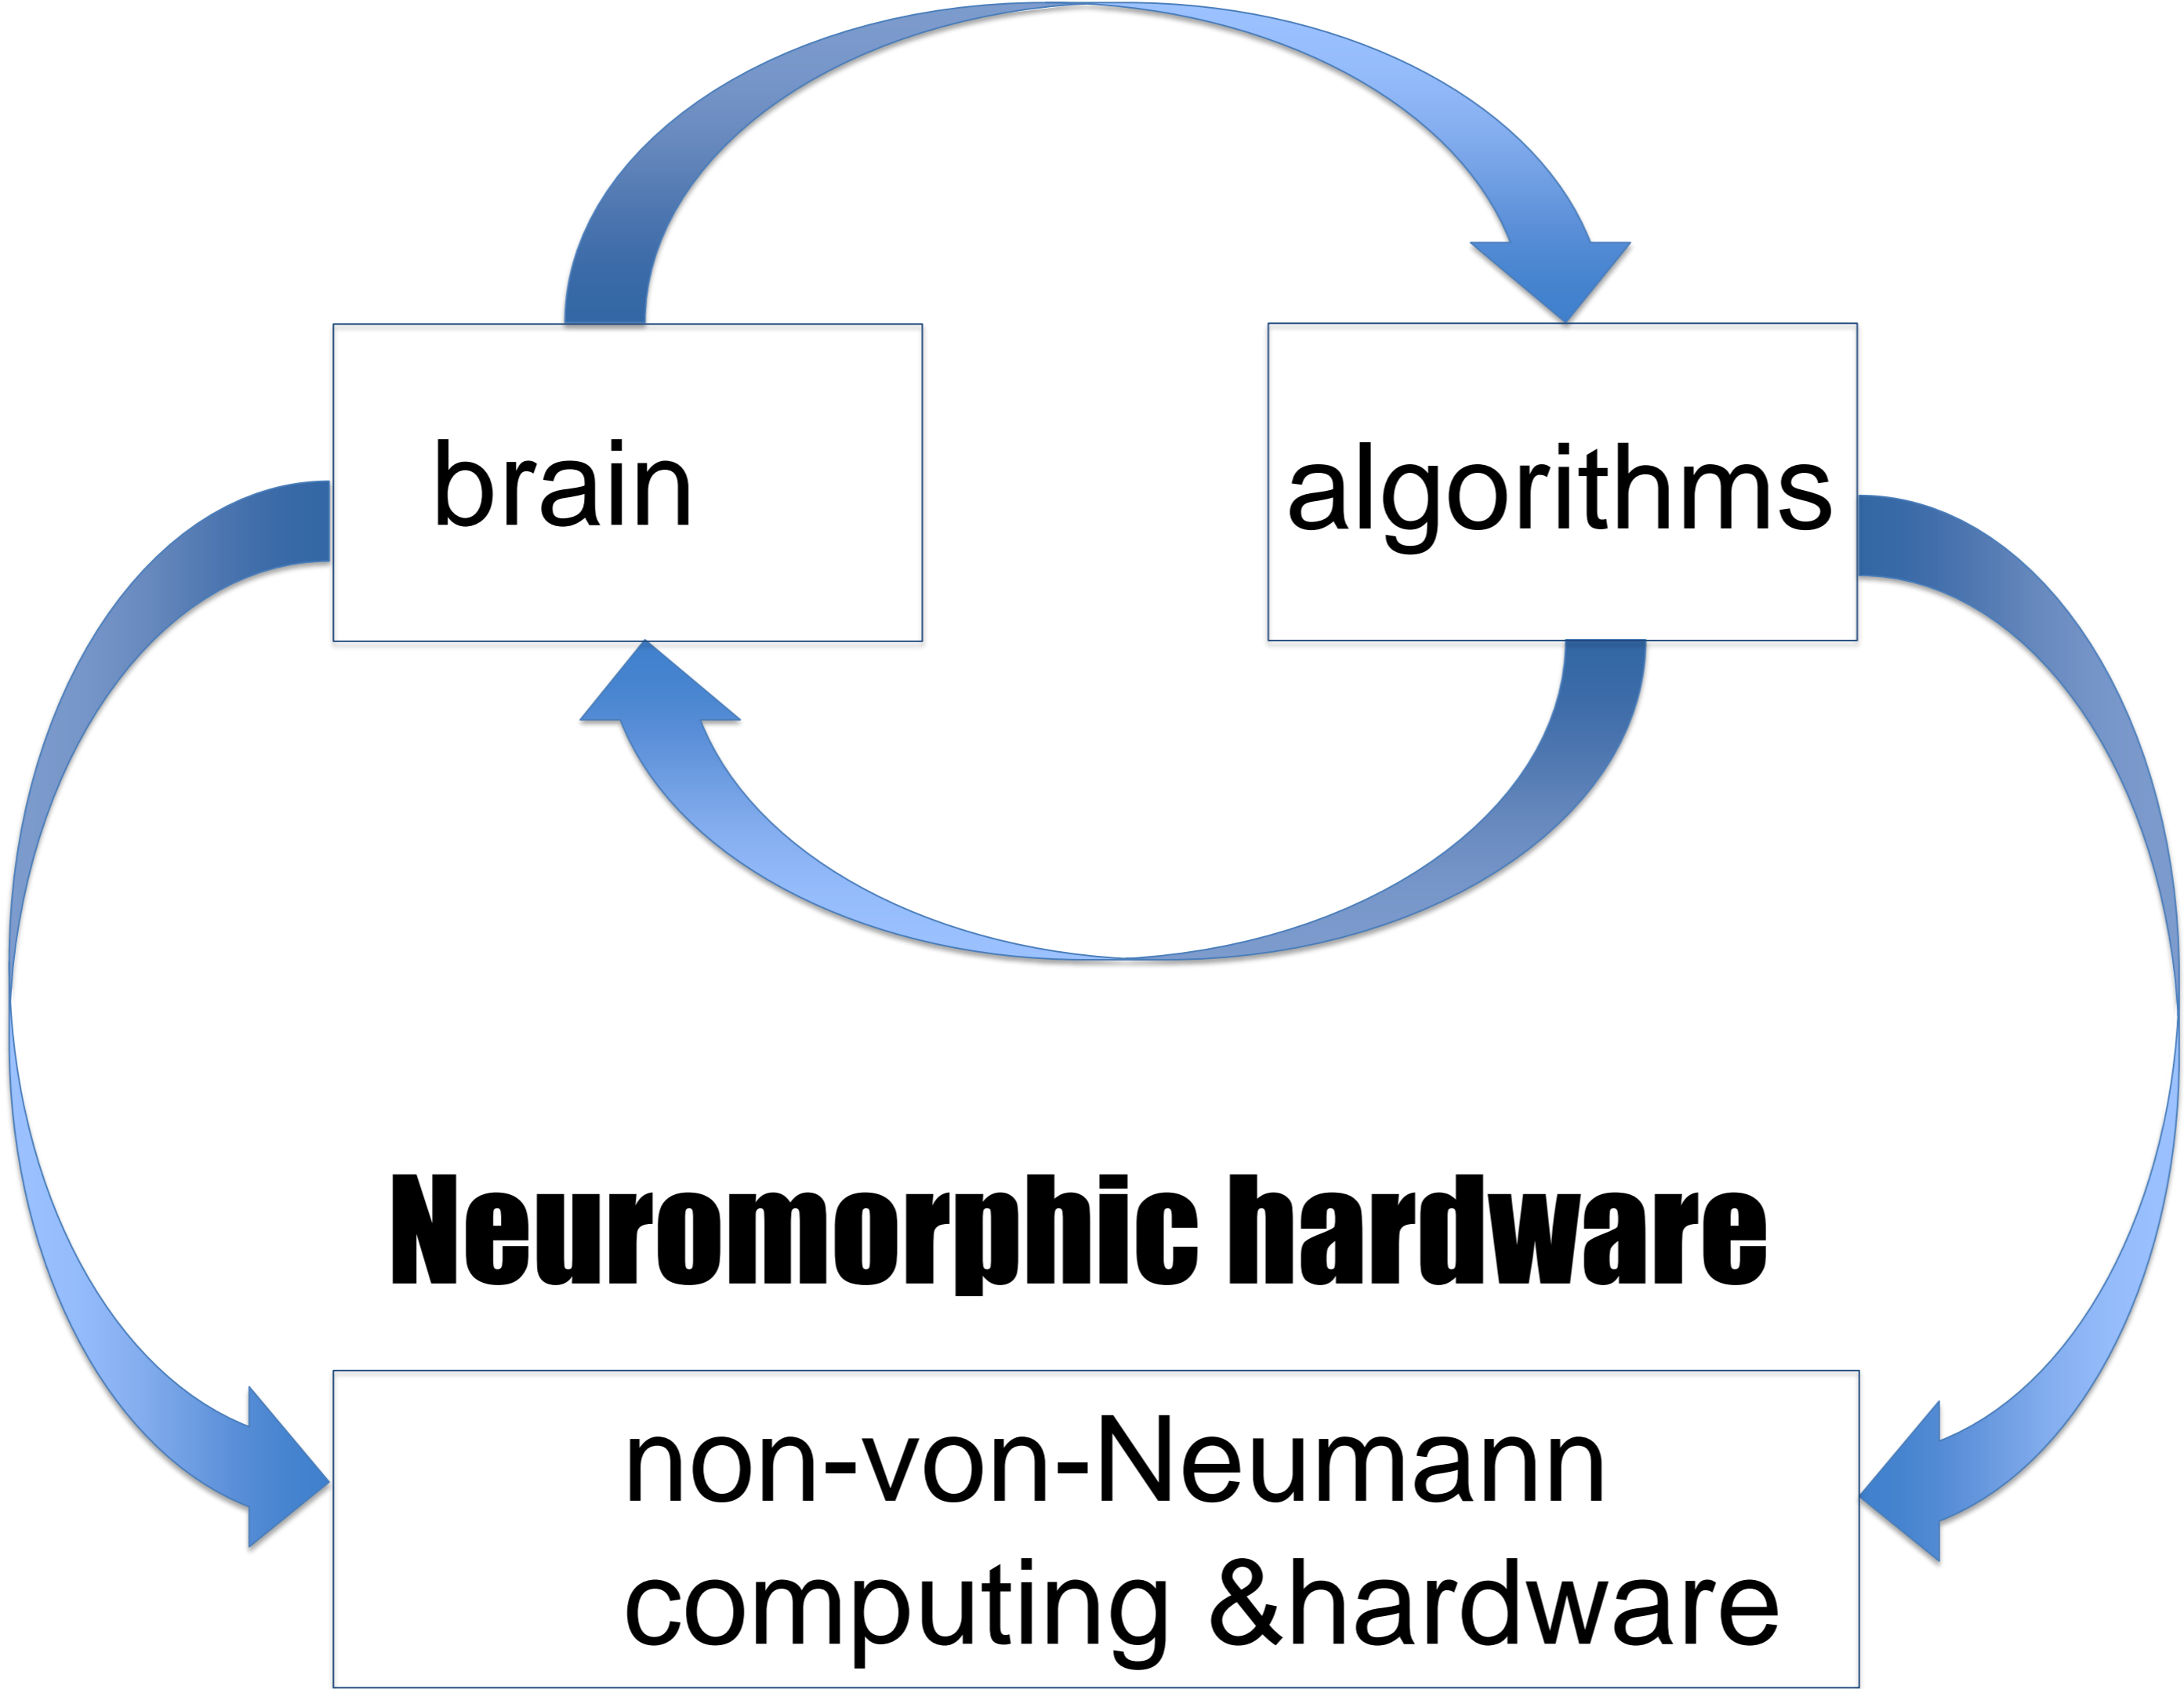 brain
algorithms
Neuromorphic hardware
non-von-Neumann
computing &hardware